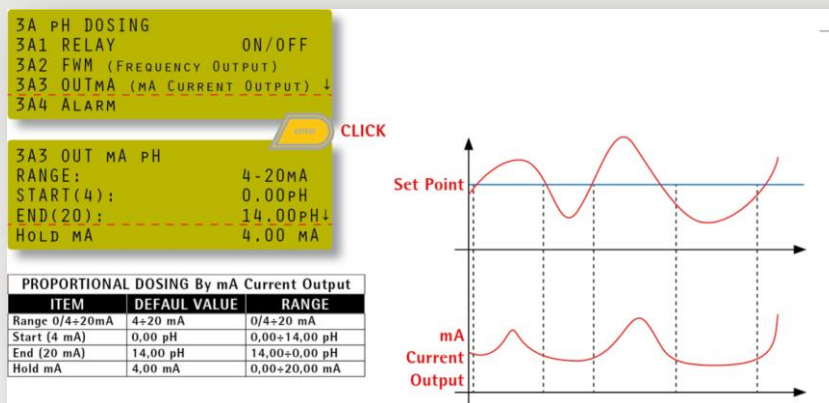 3A PH DOSING
3A1 RELAY ON/OFF
3A2 FWM (FREQUENCY OUTPUT)
3A3 OUTMA (MA CURRENT OUTPUT) ↓
3A4 ALARM
enter CLICK
3A3 OUT MA PH
RANGE: 4-20MA
START(4): 0.00PH
END(20): 14.00PH↓
HOLD MA 4.00 MA
PROPORTIONAL DOSING By mA Current Output
ITEM DEFAUL VALUE RANGE
Range 0/4÷20mA 4÷20 mA 0/4÷20 mA
Start (4 mA) 0,00 pH 0,00÷14,00 pH
End (20 mA) 14,00 pH 14,00÷0,00 pH
Hold mA 4,00 mA 0,00÷20,00 mA
Set Point
mA
Current
Output